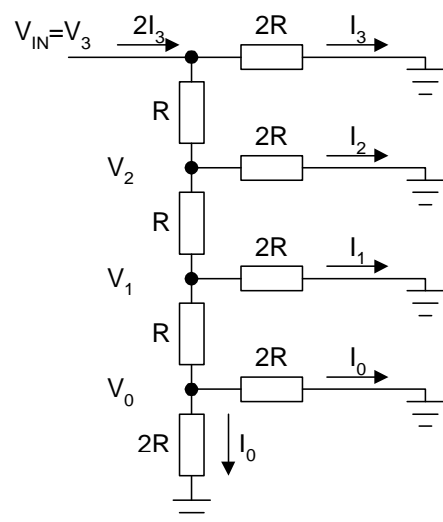 V_IN=V_3 2I_3 2R I_3
R
V_2 2R I_2
R
V_1 2R I_1
R
V_0 2R I_0
2R I_0